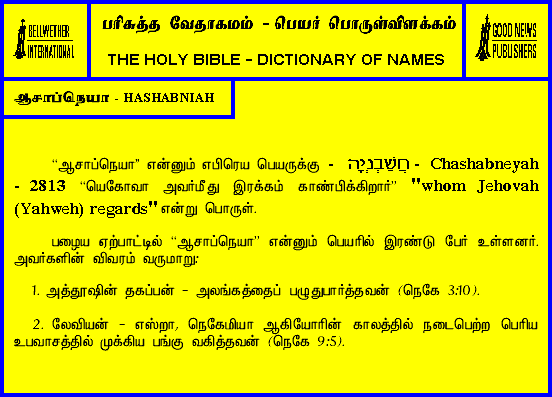 BELLWETHER
INTERNATIONAL
பரிசுத்த வேதாகமம் - பெயர் பொருள்விளக்கம்
THE HOLY BIBLE - DICTIONARY OF NAMES
GOOD NEWS
PUBLISHERS
ஆசாப்நெயா - HASHABNIAH
“ஆசாப்நெயா” என்னும் எபிரெய பெயருக்கு - חֲשַׁבְנְיָה - Chashabneyah
- 2813 “யெகோவா அவர்மீது இரக்கம் காண்பிக்கிறார்” "whom Jehovah
(Yahweh) regards" என்று பொருள்.
பழைய ஏற்பாட்டில் “ஆசாப்நெயா” என்னும் பெயரில் இரண்டு பேர் உள்ளனர்.
அவர்களின் விவரம் வருமாறு:
1. அத்தூஷின் தகப்பன் - அலங்கத்தைப் பழுதுபார்த்தவன் (நெகே 3:10).
2. லேவியன் - எஸ்றா, நெகேமியா ஆகியோரின் காலத்தில் நடைபெற்ற பெரிய
உபவாசத்தில் முக்கிய பங்கு வகித்தவன் (நெகே 9:5).